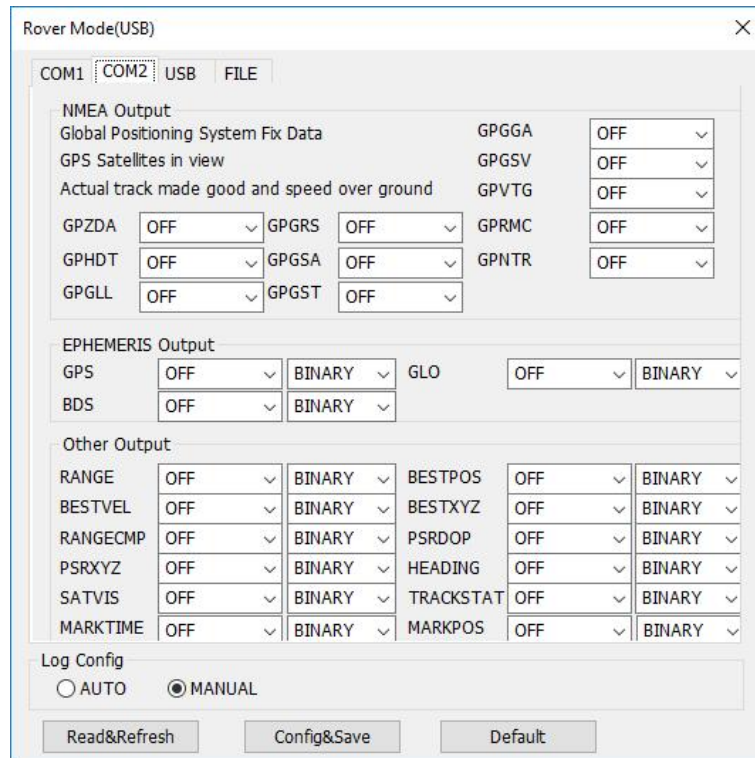 Rover Mode(USB)
COM1 COM2 USB FILE
NMEA Output
Global Positioning System Fix Data GPGGA OFF
GPS Satellites in view GPGSV OFF
Actual track made good and speed over ground GPVTG OFF
GPZDA OFF GPGRS OFF GPRMC OFF
GPHDT OFF GPGSA OFF GPNTR OFF
GPGLL OFF GPGST OFF
EPHEMERIS Output
GPS OFF BINARY GLO OFF BINARY
BDS OFF BINARY
Other Output
RANGE OFF BINARY BESTPOS OFF BINARY
BESTVEL OFF BINARY BESTXYZ OFF BINARY
RANGECMP OFF BINARY PSRDOP OFF BINARY
PSRXYZ OFF BINARY HEADING OFF BINARY
SATVIS OFF BINARY TRACKSTAT OFF BINARY
MARKTIME OFF BINARY MARKPOS OFF BINARY
Log Config
AUTO MANUAL
Read&Refresh Config&Save Default